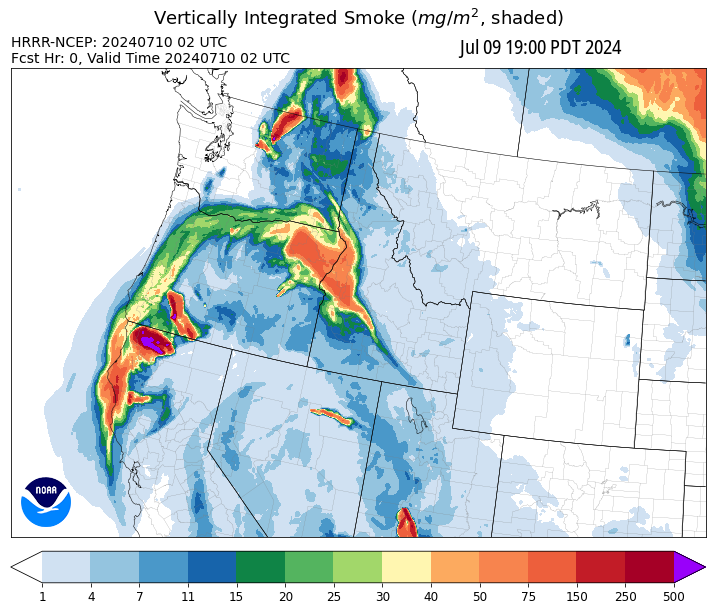 Vertically Integrated Smoke (mg/m², shaded)
HRRR-NCEP: 20240710 02 UTC
Jul 09 19:00 PDT 2024
Fcst Hr: 0, Valid Time 20240710 02 UTC
NOAA
1 4 7 11 15 20 25 30 40 50 75 150 250 500